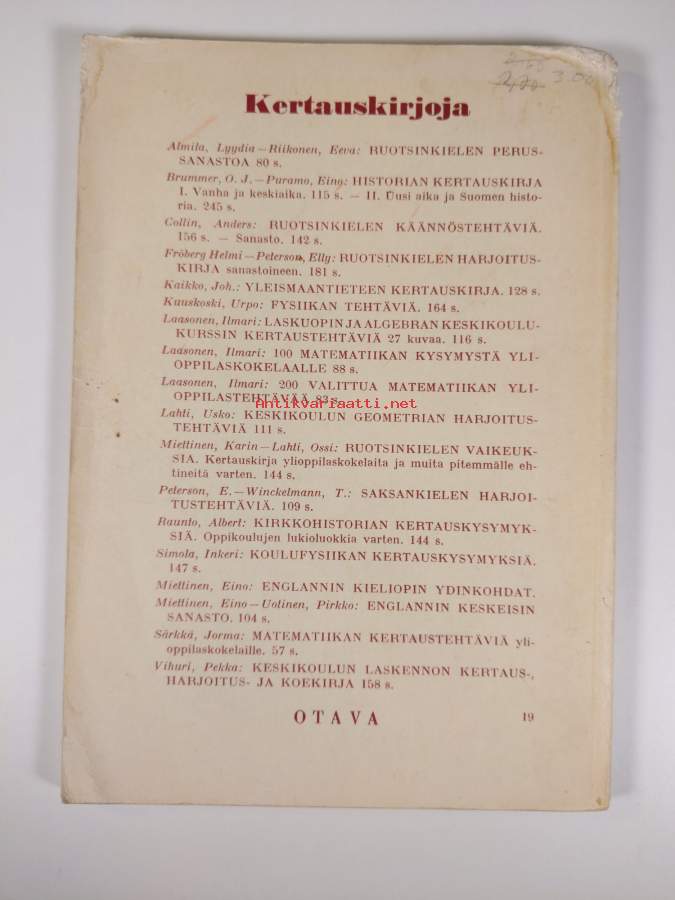 3.00
Kertauskirjoja
Almila, Lyydia — Riikonen, Eeva: RUOTSINKIELEN PERUS-
SANASTOA 80 s.
Brummer, O. J. — Puramo, Eino: HISTORIAN KERTAUSKIRJA
I. Vanha ja keskiaika. 115 s. — II. Uusi aika ja Suomen histo-
ria. 245 s.
Collin, Anders: RUOTSINKIELEN KÄÄNNÖSTEHTÄVIÄ.
156 s. — Sanasto. 142 s.
Fröberg Helmi — Peterson, Elly: RUOTSINKIELEN HARJOITUS-
KIRJA sanastoineen. 181 s.
Kaikko, Joh.: YLEISMAANTIETEEN KERTAUSKIRJA. 128 s.
Kuuskoski, Urpo: FYSIIKAN TEHTÄVIÄ. 164 s.
Laasonen, Ilmari: LASKUOPIN JA ALGEBRAN KESKIKOULU-
KURSSIN KERTAUSTEHTÄVIÄ 27 kuvaa. 116 s.
Laasonen, Ilmari: 100 MATEMATIIKAN KYSYMYSTÄ YLI-
OPPILASKOKELAALLE 88 s.
Laasonen, Ilmari: 200 VALITTUA MATEMATIIKAN YLI-
OPPILASTEHTÄVÄÄ 83 s.
Antikvariaatti.net
Lahti, Usko: KESKIKOULUN GEOMETRIAN HARJOITUS-
TEHTÄVIÄ 111 s.
Miettinen, Karin — Lahti, Ossi: RUOTSINKIELEN VAIKEUK-
SIA. Kertauskirja ylioppilaskokelaita ja muita pitemmälle eh-
tineitä varten. 144 s.
Peterson, E. — Winckelmann, T.: SAKSANKIELEN HARJOI-
TUSTEHTÄVIÄ. 109 s.
Raunto, Albert: KIRKKOHISTORIAN KERTAUSKYSYMYK-
SIÄ. Oppikoulujen lukioluokkia varten. 144 s.
Simola, Inkeri: KOULUFYSIIKAN KERTAUSKYSYMYKSIÄ.
147 s.
Miettinen, Eino: ENGLANNIN KIELIOPIN YDINKOHDAT.
Miettinen, Eino — Uotinen, Pirkko: ENGLANNIN KESKEISIN
SANASTO. 104 s.
Särkkä, Jorma: MATEMATIIKAN KERTAUSTEHTÄVIÄ yli-
oppilaskokelaille. 57 s.
Vihuri, Pekka: KESKIKOULUN LASKENNON KERTAUS-,
HARJOITUS- JA KOEKIRJA 158 s.
OTAVA 19